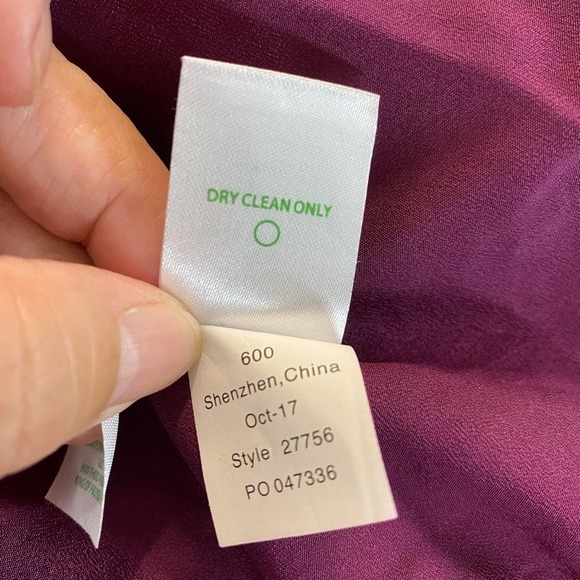 DRY CLEAN ONLY
600
Shenzhen,China
Oct-17
Style 27756
PO 047336